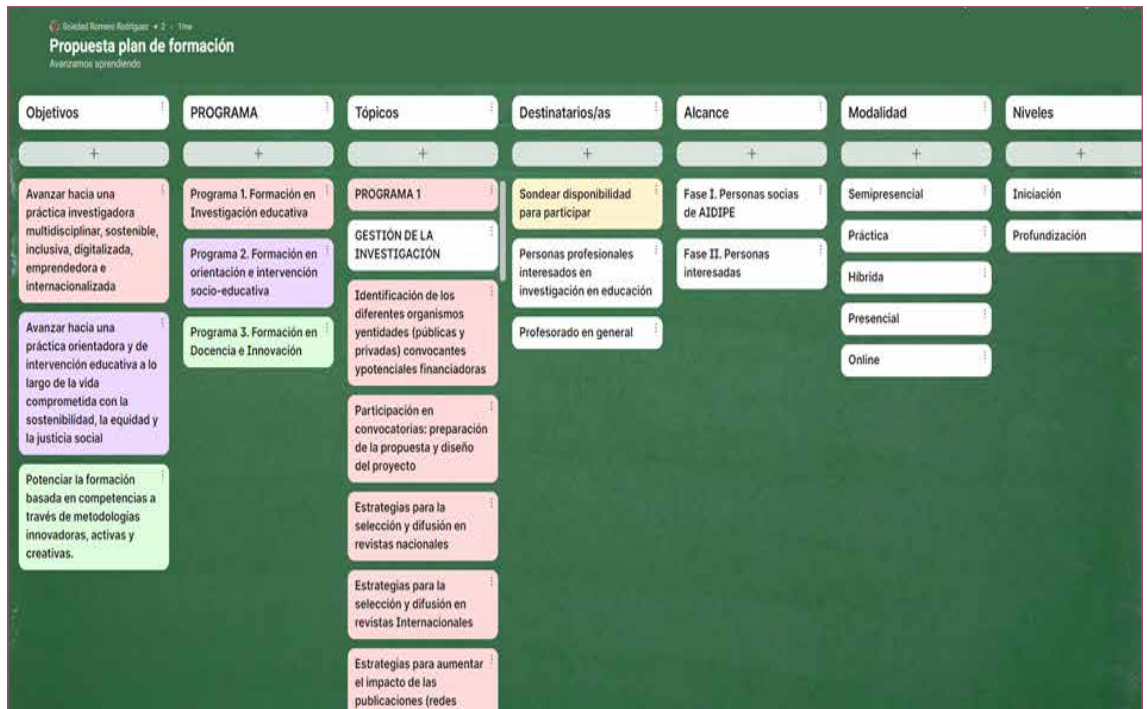 Soledad Romero Rodríguez + 2 · 11me
Propuesta plan de formación
Avanzamos aprendiendo
Objetivos
+
Avanzar hacia una
práctica investigadora
multidisciplinar, sostenible,
inclusiva, digitalizada,
emprendedora e
internacionalizada
Avanzar hacia una
práctica orientadora y de
intervención educativa a lo
largo de la vida
comprometida con la
sostenibilidad, la equidad y
la justicia social
Potenciar la formación
basada en competencias a
través de metodologías
innovadoras, activas y
creativas.
PROGRAMA
+
Programa 1. Formación en
Investigación educativa
Programa 2. Formación en
orientación e intervención
socio-educativa
Programa 3. Formación en
Docencia e Innovación
Tópicos
+
PROGRAMA 1
GESTIÓN DE LA
INVESTIGACIÓN
Identificación de los
diferentes organismos
yentidades (públicas y
privadas) convocantes
ypotenciales financiadoras
Participación en
convocatorias: preparación
de la propuesta y diseño
del proyecto
Estrategias para la
selección y difusión en
revistas nacionales
Estrategias para la
selección y difusión en
revistas Internacionales
Estrategias para aumentar
el impacto de las
publicaciones (redes
Destinatarios/as
+
Sondear disponibilidad
para participar
Personas profesionales
interesados en
investigación en educación
Profesorado en general
Alcance
+
Fase I. Personas socias
de AIDIPE
Fase II. Personas
interesadas
Modalidad
+
Semipresencial
Práctica
Híbrida
Presencial
Online
Niveles
+
Iniciación
Profundización